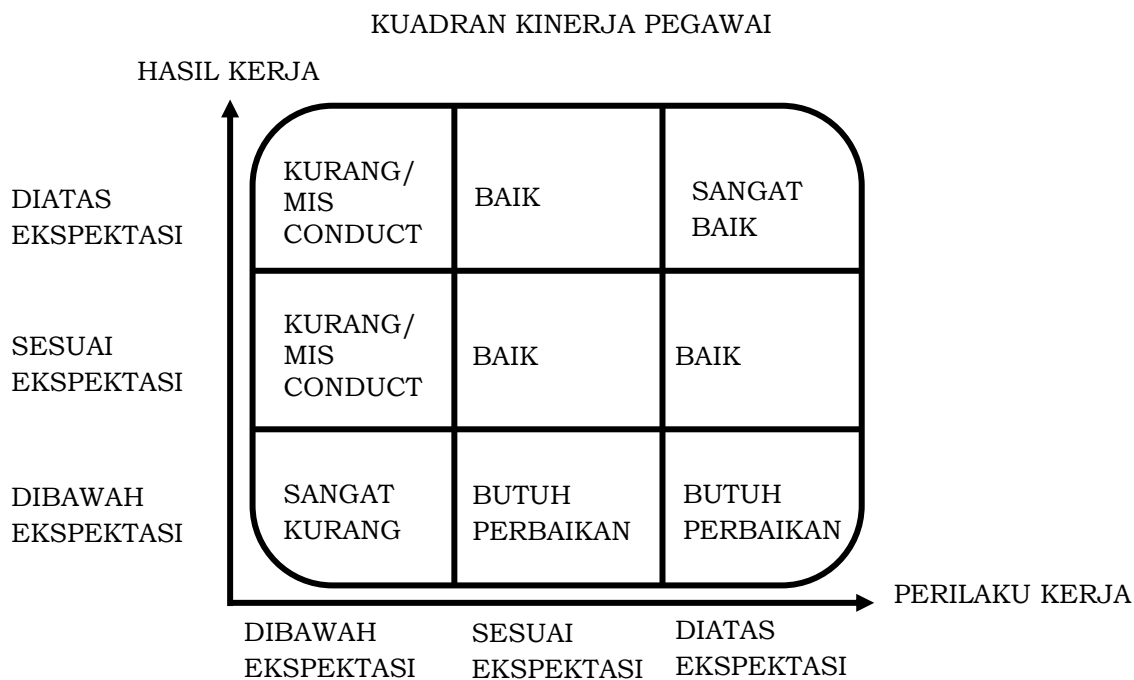 KUADRAN KINERJA PEGAWAI
HASIL KERJA
DIATAS
EKSPEKTASI
KURANG/
MIS
CONDUCT
BAIK
SANGAT
BAIK
SESUAI
EKSPEKTASI
KURANG/
MIS
CONDUCT
BAIK
BAIK
DIBAWAH
EKSPEKTASI
SANGAT
KURANG
BUTUH
PERBAIKAN
BUTUH
PERBAIKAN
PERILAKU KERJA
DIBAWAH
EKSPEKTASI
SESUAI
EKSPEKTASI
DIATAS
EKSPEKTASI